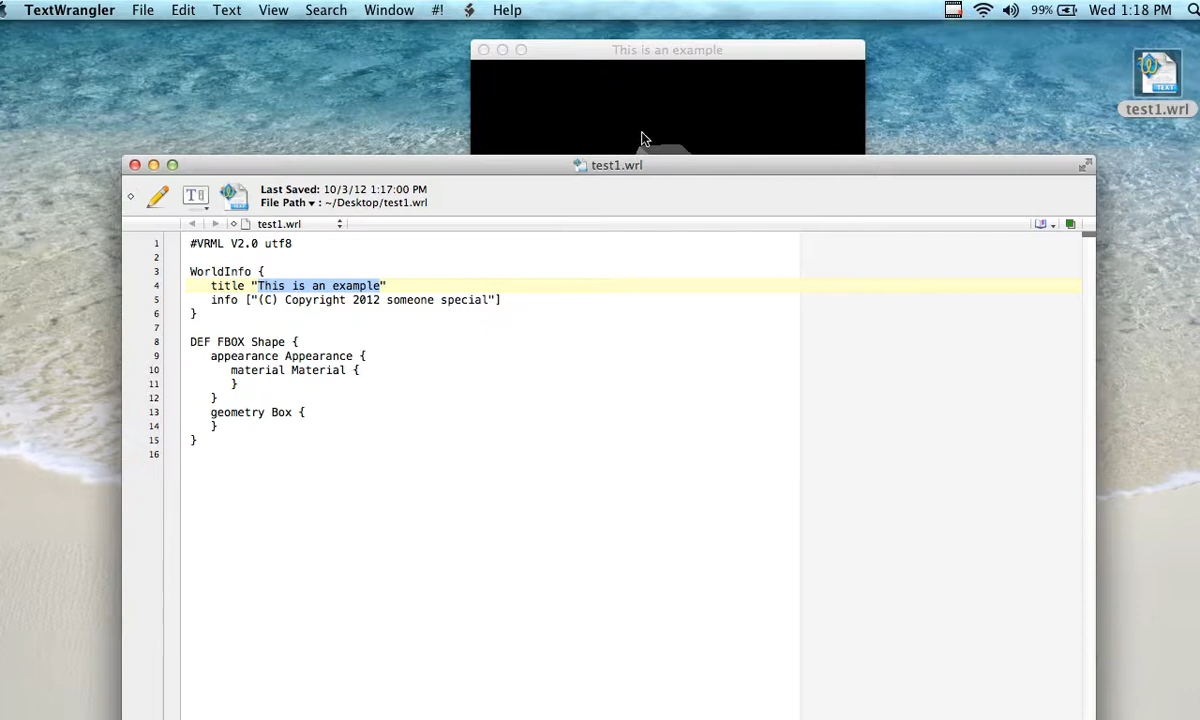 TextWrangler File Edit Text View Search Window #! Help 99% Wed 1:18 PM
This is an example
TEXT
test1.wrl
test1.wrl
Last Saved: 10/3/12 1:17:00 PM
File Path ▾ : ~/Desktop/test1.wrl
test1.wrl
1 #VRML V2.0 utf8
2
3 WorldInfo {
4 title "This is an example"
5 info ["(C) Copyright 2012 someone special"]
6 }
7
8 DEF FBOX Shape {
9 appearance Appearance {
10 material Material {
11 }
12 }
13 geometry Box {
14 }
15 }
16